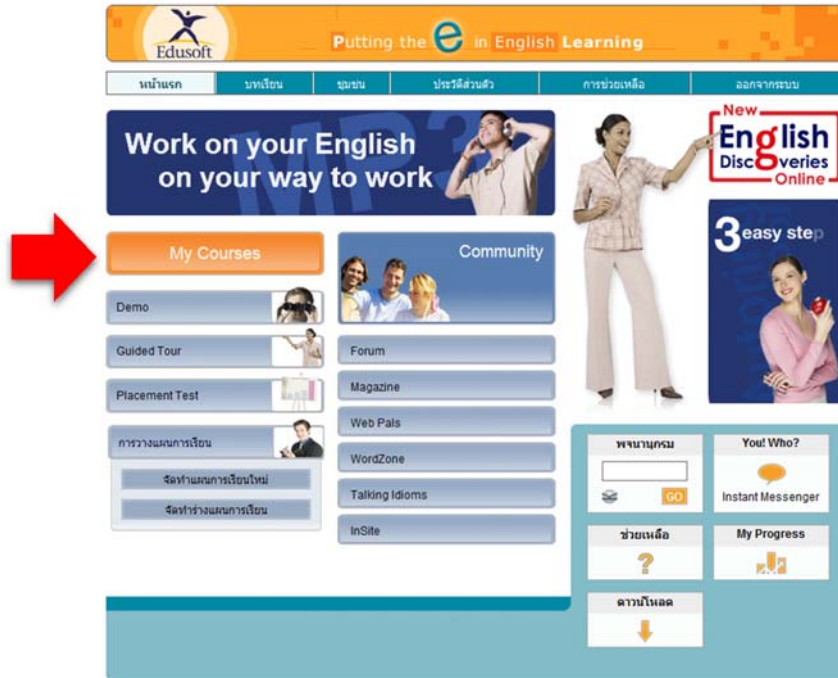 Edusoft
Putting the e in English Learning
หน้าแรก
บทเรียน
ชุมชน
ประวัติส่วนตัว
การช่วยเหลือ
ออกจากระบบ
MP3
Work on your English
on your way to work
New
English
Discoveries
Online
3 easy step
My Courses
Demo
Guided Tour
Placement Test
การวางแผนการเรียน
จัดทำแผนการเรียนใหม่
จัดทำร่างแผนการเรียน
Community
Forum
Magazine
Web Pals
WordZone
Talking Idioms
InSite
พจนานุกรม
GO
You! Who?
Instant Messenger
ช่วยเหลือ
?
My Progress
ดาวน์โหลด